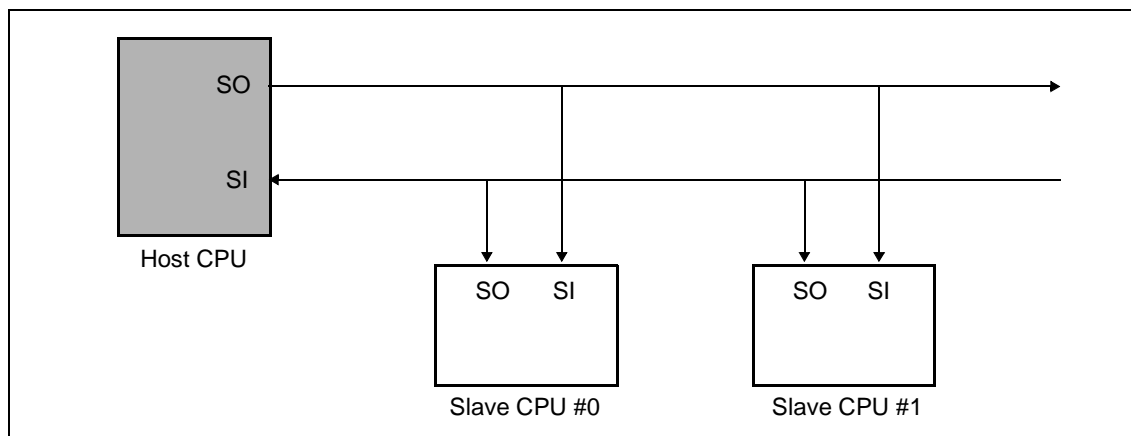 SO
SI
Host CPU
SO SI
SO SI
Slave CPU #0
Slave CPU #1